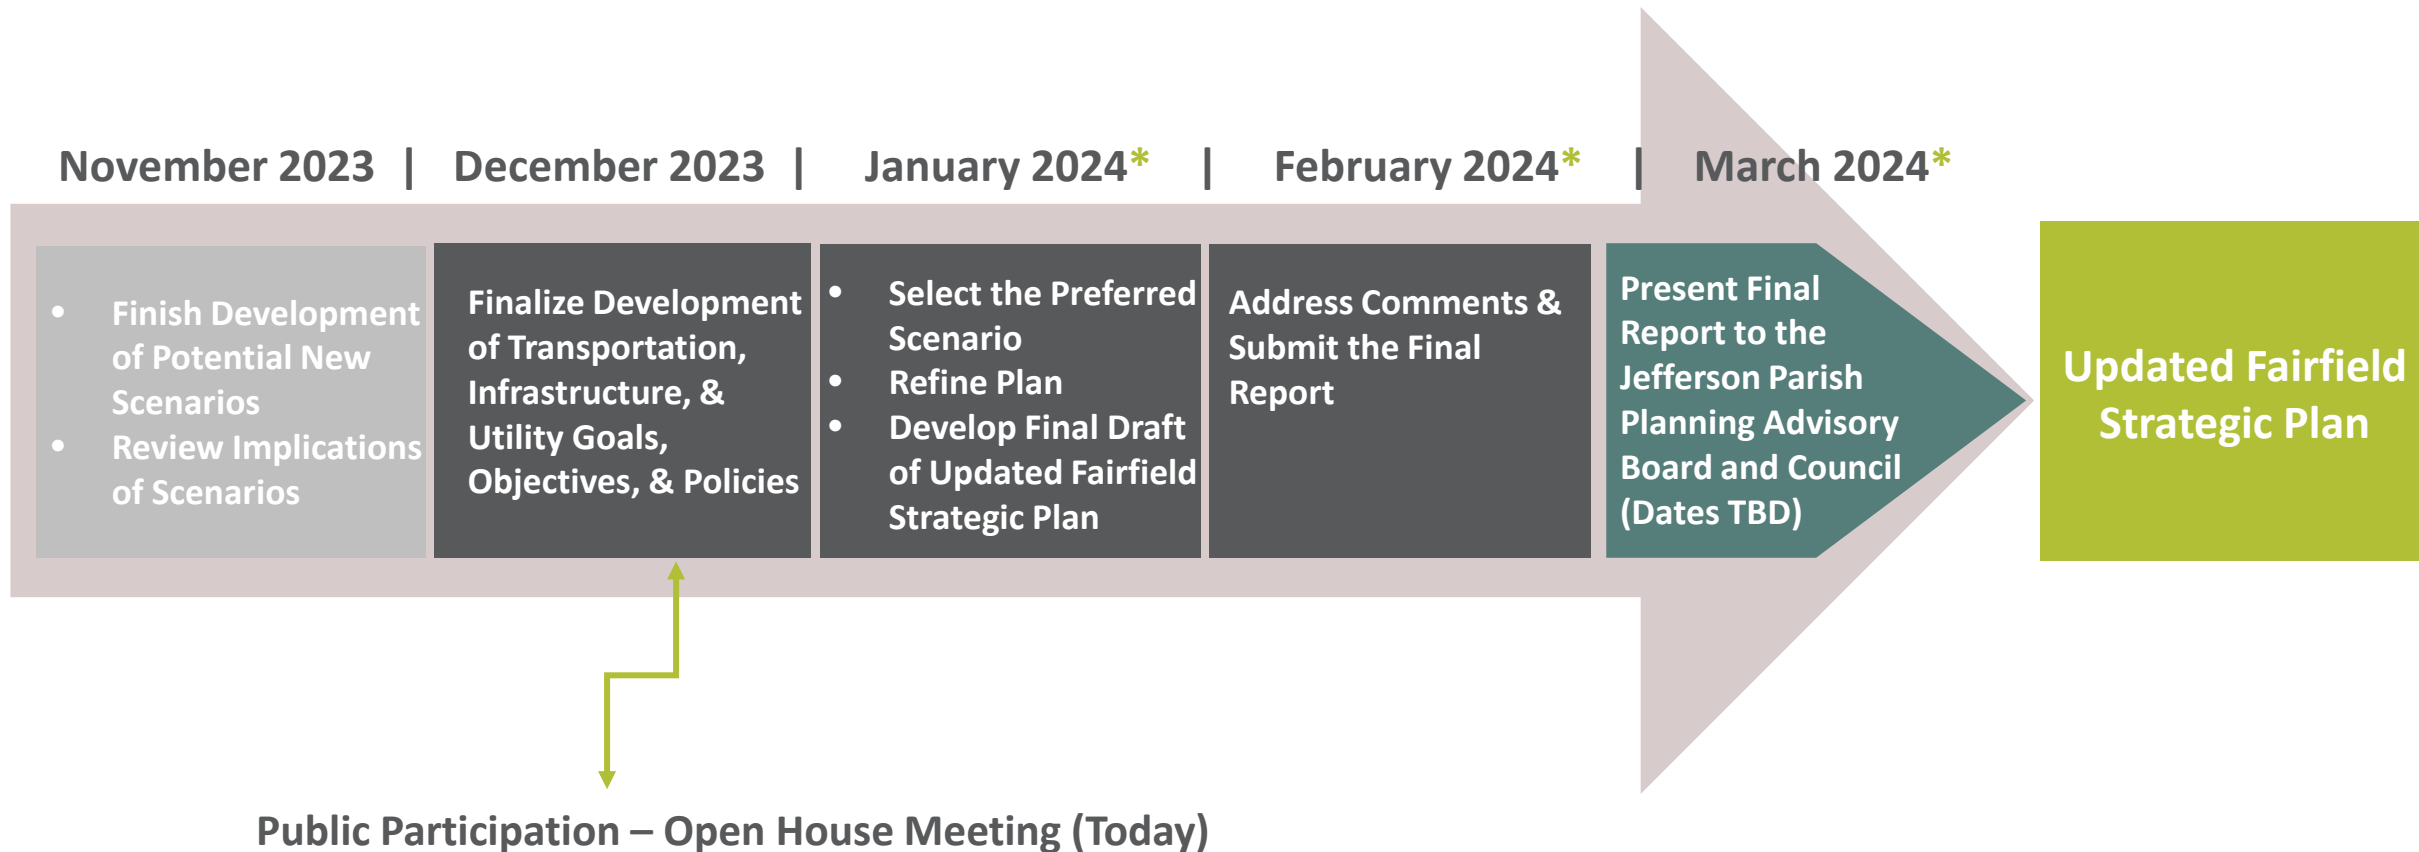 November 2023 | December 2023 | January 2024* | February 2024* | March 2024*
• Finish Development
of Potential New
Scenarios
• Review Implications
of Scenarios
Finalize Development
of Transportation,
Infrastructure, &
Utility Goals,
Objectives, & Policies
• Select the Preferred
Scenario
• Refine Plan
• Develop Final Draft
of Updated Fairfield
Strategic Plan
Address Comments &
Submit the Final
Report
Present Final
Report to the
Jefferson Parish
Planning Advisory
Board and Council
(Dates TBD)
Updated Fairfield
Strategic Plan
Public Participation – Open House Meeting (Today)